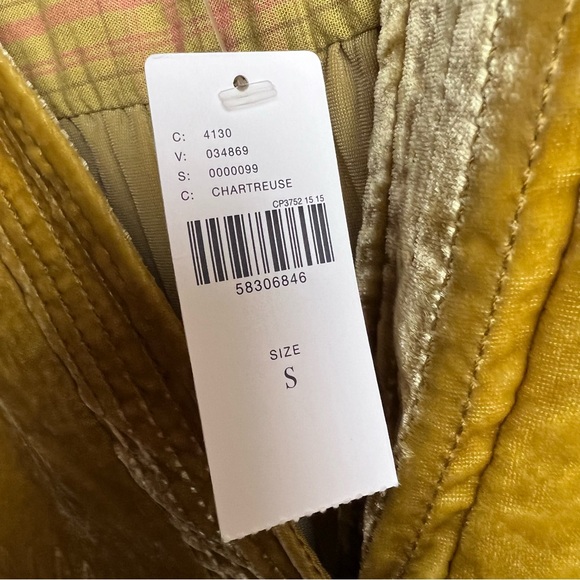 C: 4130
V: 034869
S: 0000099
C: CHARTREUSE
CP3752 15 15
58306846
SIZE
S